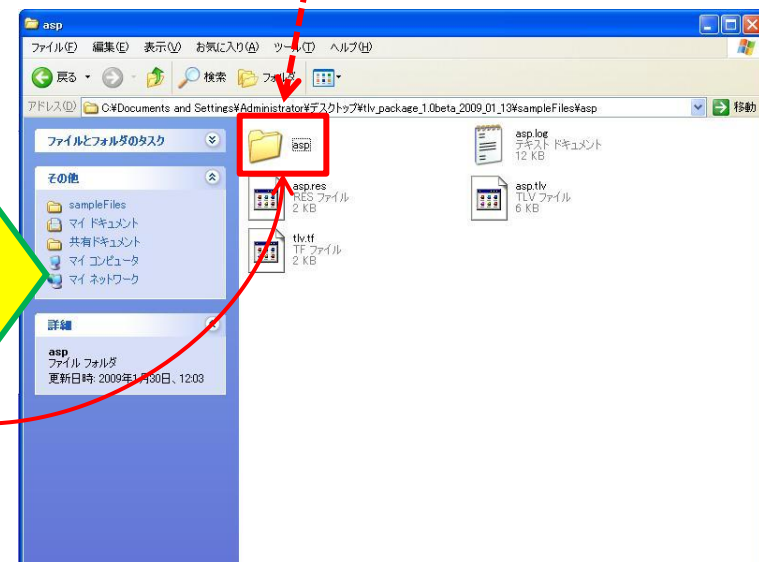 asp
ファイル(F) 編集(E) 表示(V) お気に入り(A) ツール(T) ヘルプ(H)
戻る 検索 フォルダ
アドレス(D) C:¥Documents and Settings¥Administrator¥デスクトップ¥tlv_package_1.0beta_2009_01_13¥sampleFiles¥asp 移動
ファイルとフォルダのタスク
その他
sampleFiles
マイ ドキュメント
共有ドキュメント
マイ コンピュータ
マイ ネットワーク
詳細
asp
ファイル フォルダ
更新日時: 2009年1月30日、12:03
asp
asp.log
テキスト ドキュメント
12 KB
asp.res
RES ファイル
2 KB
asp.tlv
TLV ファイル
6 KB
tlv.tf
TF ファイル
2 KB